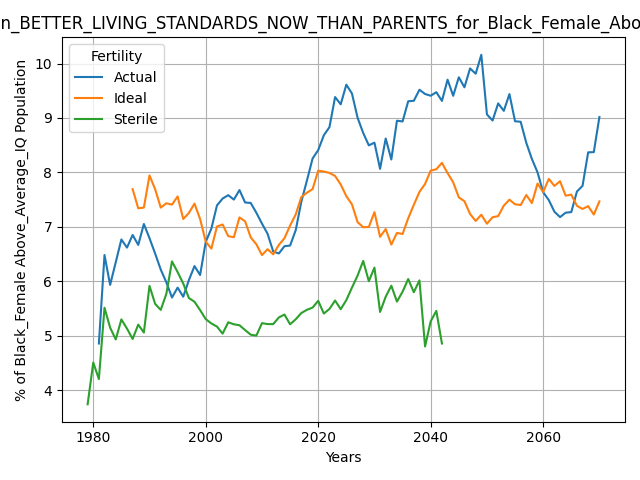 n_BETTER_LIVING_STANDARDS_NOW_THAN_PARENTS_for_Black_Female_Abo
Fertility
Actual
Ideal
Sterile
% of Black_Female Above_Average_IQ Population
10
9
8
7
6
5
4
1980 2000 2020 2040 2060
Years